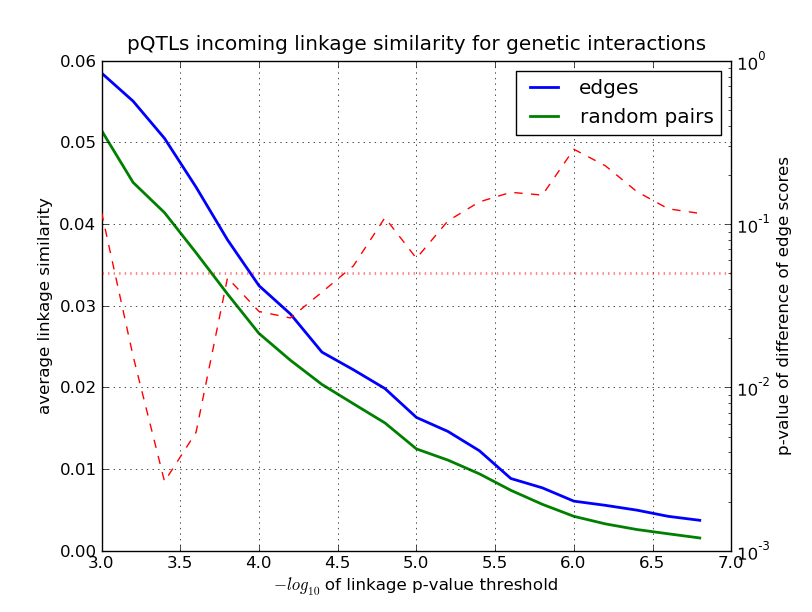 pQTLs incoming linkage similarity for genetic interactions
edges
random pairs
average linkage similarity
0.06
0.05
0.04
0.03
0.02
0.01
0.00
3.0 3.5 4.0 4.5 5.0 5.5 6.0 6.5 7.0
−log₁₀ of linkage p-value threshold
10⁰
10⁻¹
10⁻²
10⁻³
p-value of difference of edge scores